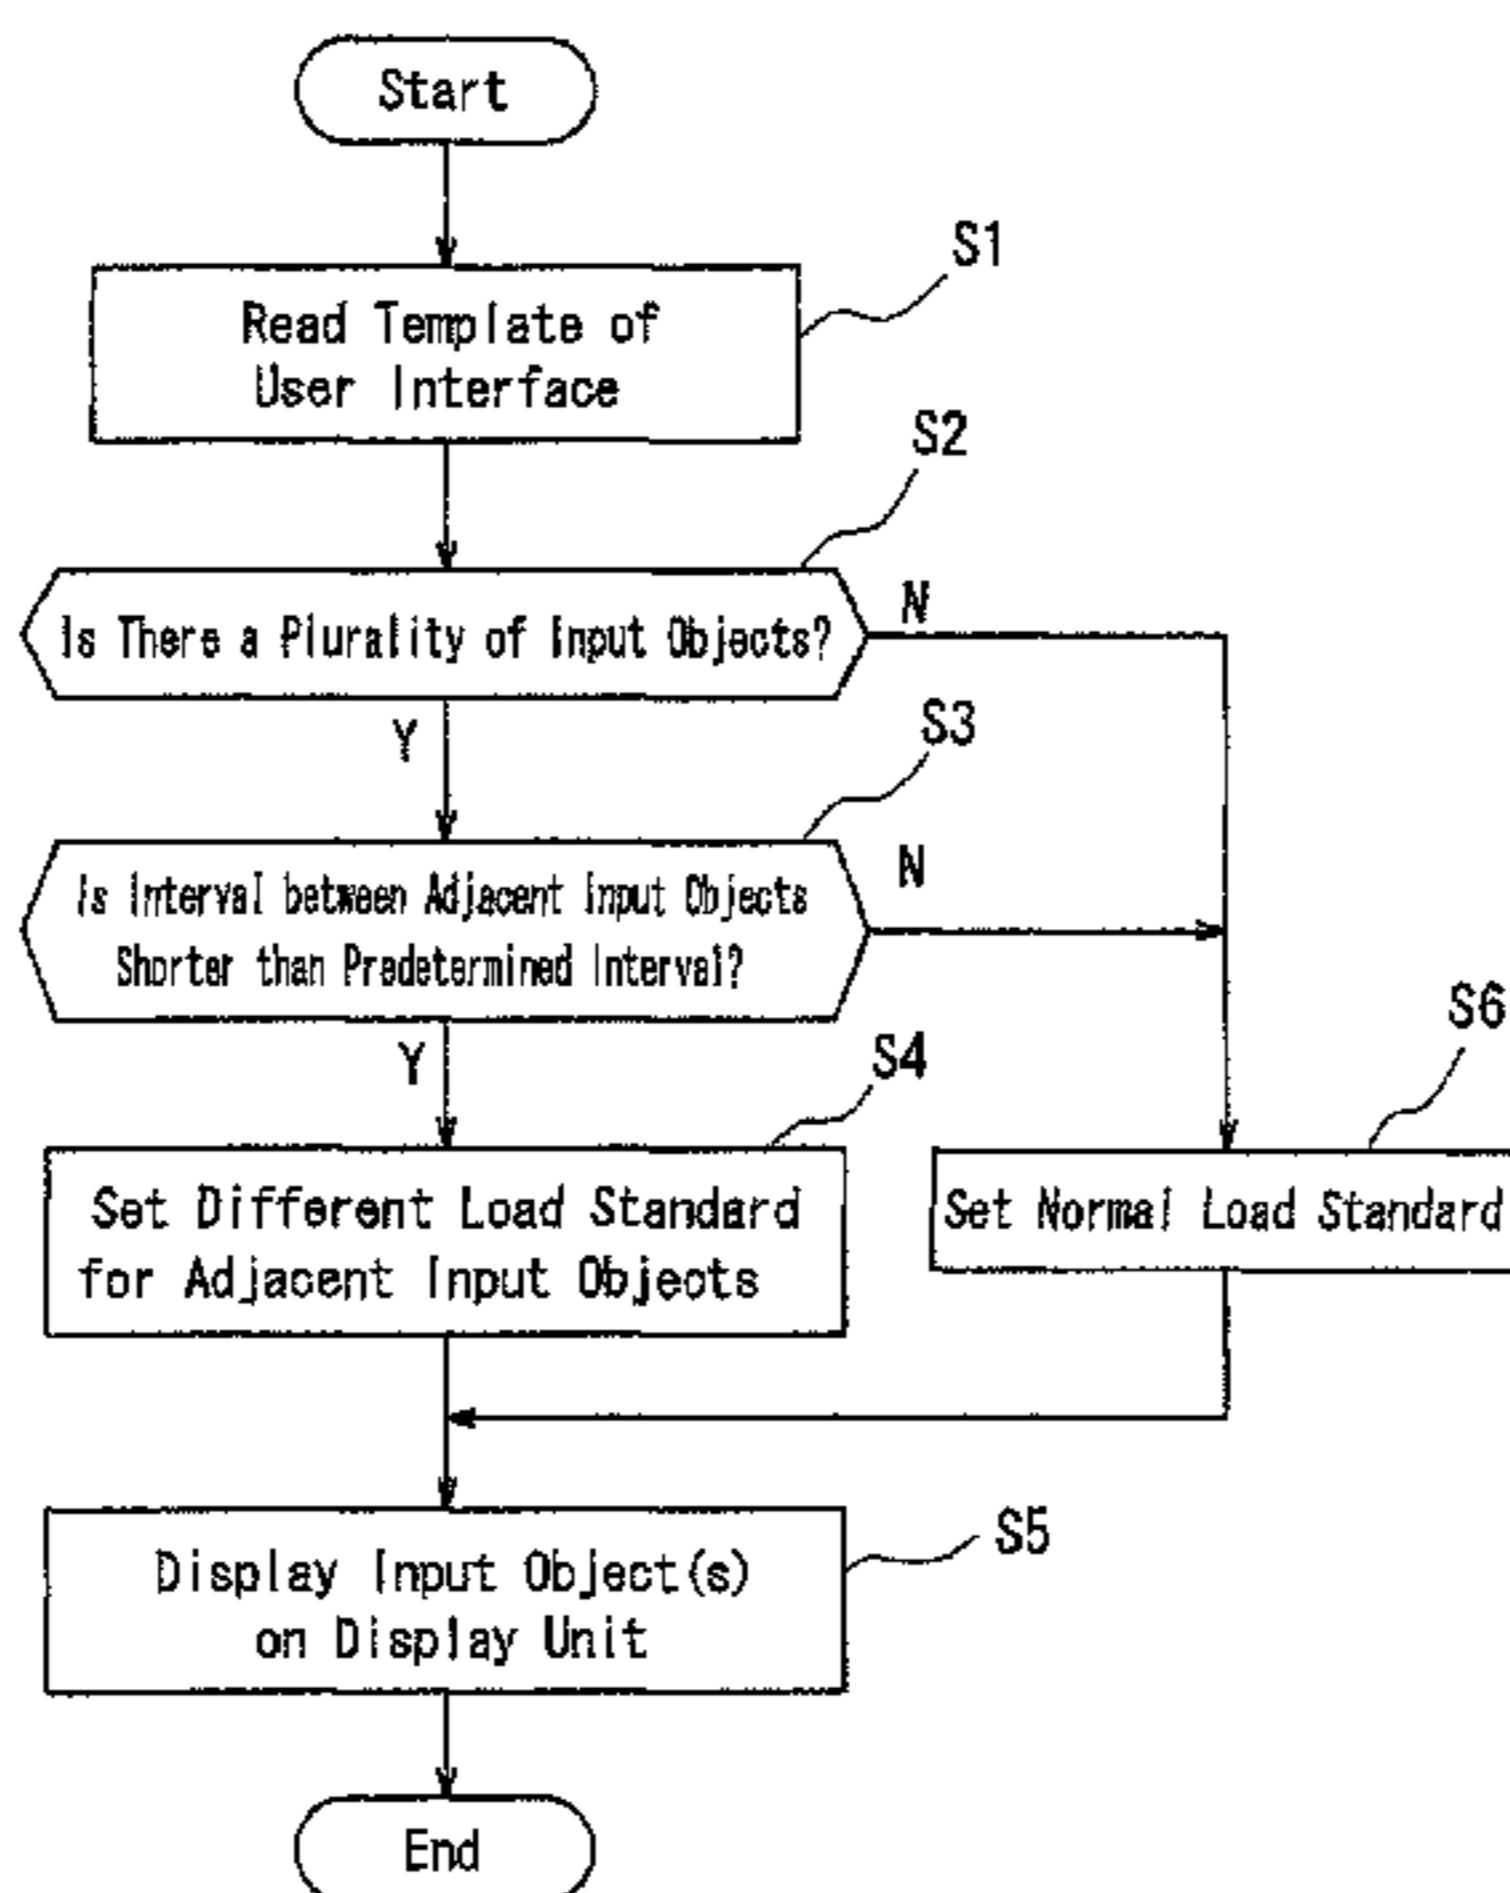 Start
S1
Read Template of
User Interface
S2
Is There a Plurality of Input Objects?
N
Y
S3
Is Interval between Adjacent Input Objects
Shorter than Predetermined Interval?
N
Y
S4
Set Different Load Standard
for Adjacent Input Objects
S6
Set Normal Load Standard
Display Input Object(s)
on Display Unit
S5
End